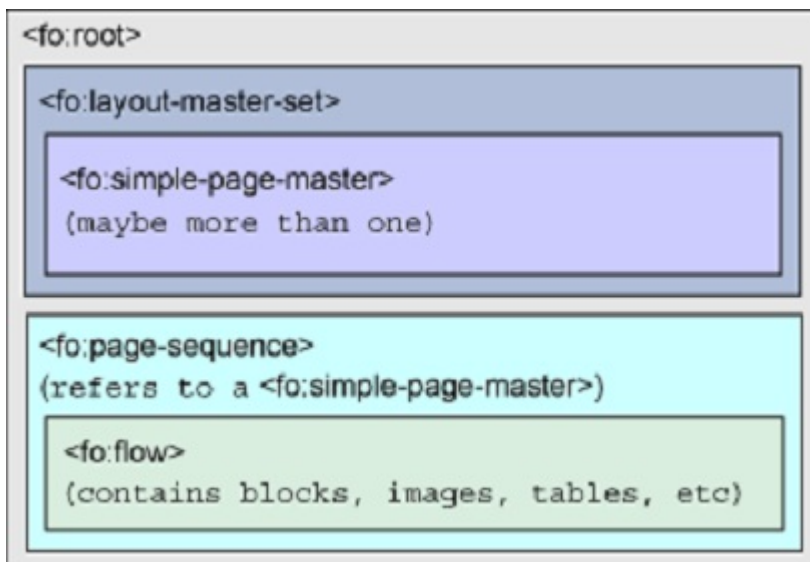 <fo:root>
<fo:layout-master-set>
<fo:simple-page-master>
(maybe more than one)
<fo:page-sequence>
(refers to a <fo:simple-page-master>)
<fo:flow>
(contains blocks, images, tables, etc)